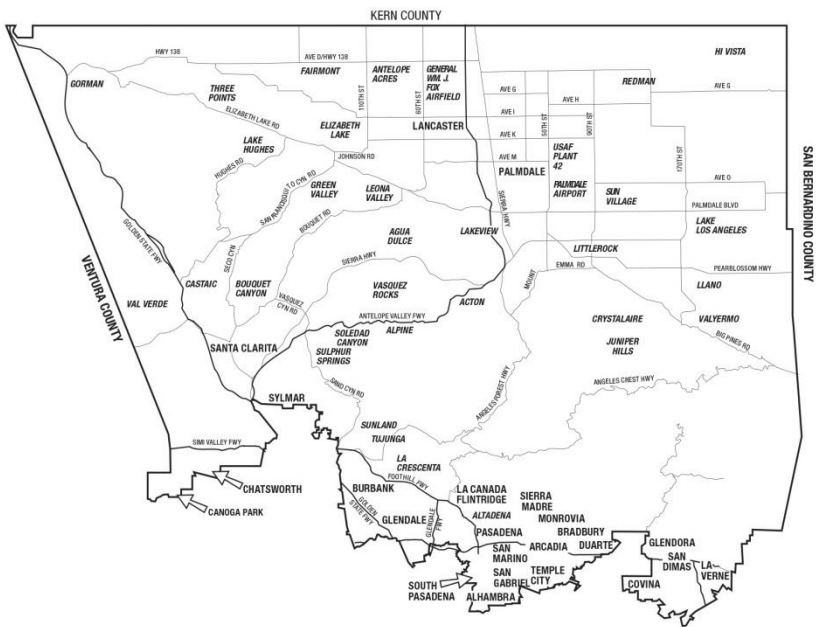 KERN COUNTY
HI VISTA
HWY 138
AVE D/HWY 138
GORMAN
FAIRMONT
ANTELOPE
ACRES
GENERAL
WM. J.
FOX
AIRFIELD
REDMAN
THREE
POINTS
110TH ST
60TH ST
AVE G
AVE G
AVE H
ELIZABETH LAKE RD
ELIZABETH
LAKE
LANCASTER
AVE I
50TH ST
90TH ST
AVE K
LAKE
HUGHES
JOHNSON RD
AVE M
USAF
PLANT
42
170TH ST
SAN BERNARDINO COUNTY
HUGHES RD
SAN FRANCISQUITO CYN RD
GREEN
VALLEY
LEONA
VALLEY
PALMDALE
PALMDALE
AIRPORT
SUN
VILLAGE
AVE O
BOUQUET RD
SIERRA HWY
PALMDALE BLVD
GOLDEN STATE FWY
AGUA
DULCE
LAKEVIEW
LAKE
LOS ANGELES
VENTURA COUNTY
SECO CYN
SIERRA HWY
LITTLEROCK
EMMA RD
PEARBLOSSOM HWY
MOUNT
CASTAIC
BOUQUET
CANYON
VASQUEZ
CYN RD
VASQUEZ
ROCKS
LLANO
VAL VERDE
ACTON
ANTELOPE VALLEY FWY
CRYSTALAIRE
VALYERMO
SOLEDAD
CANYON
ALPINE
BIG PINES RD
SANTA CLARITA
SULPHUR
SPRINGS
JUNIPER
HILLS
SAND CYN RD
ANGELES FOREST HWY
ANGELES CHEST HWY
SYLMAR
SUNLAND
TUJUNGA
SIMI VALLEY FWY
LA
CRESCENTA
FOOTHILL FWY
CHATSWORTH
CANOGA PARK
BURBANK
GOLDEN
STATE FWY
GLENDALE
GLENDALE
FWY
LA CANADA
FLINTRIDGE
ALTADENA
PASADENA
SIERRA
MADRE
MONROVIA
BRADBURY
ARCADIA
DUARTE
GLENDORA
SAN
MARINO
SAN
GABRIEL
TEMPLE
CITY
SAN
DIMAS
LA
VERNE
COVINA
SOUTH
PASADENA
ALHAMBRA